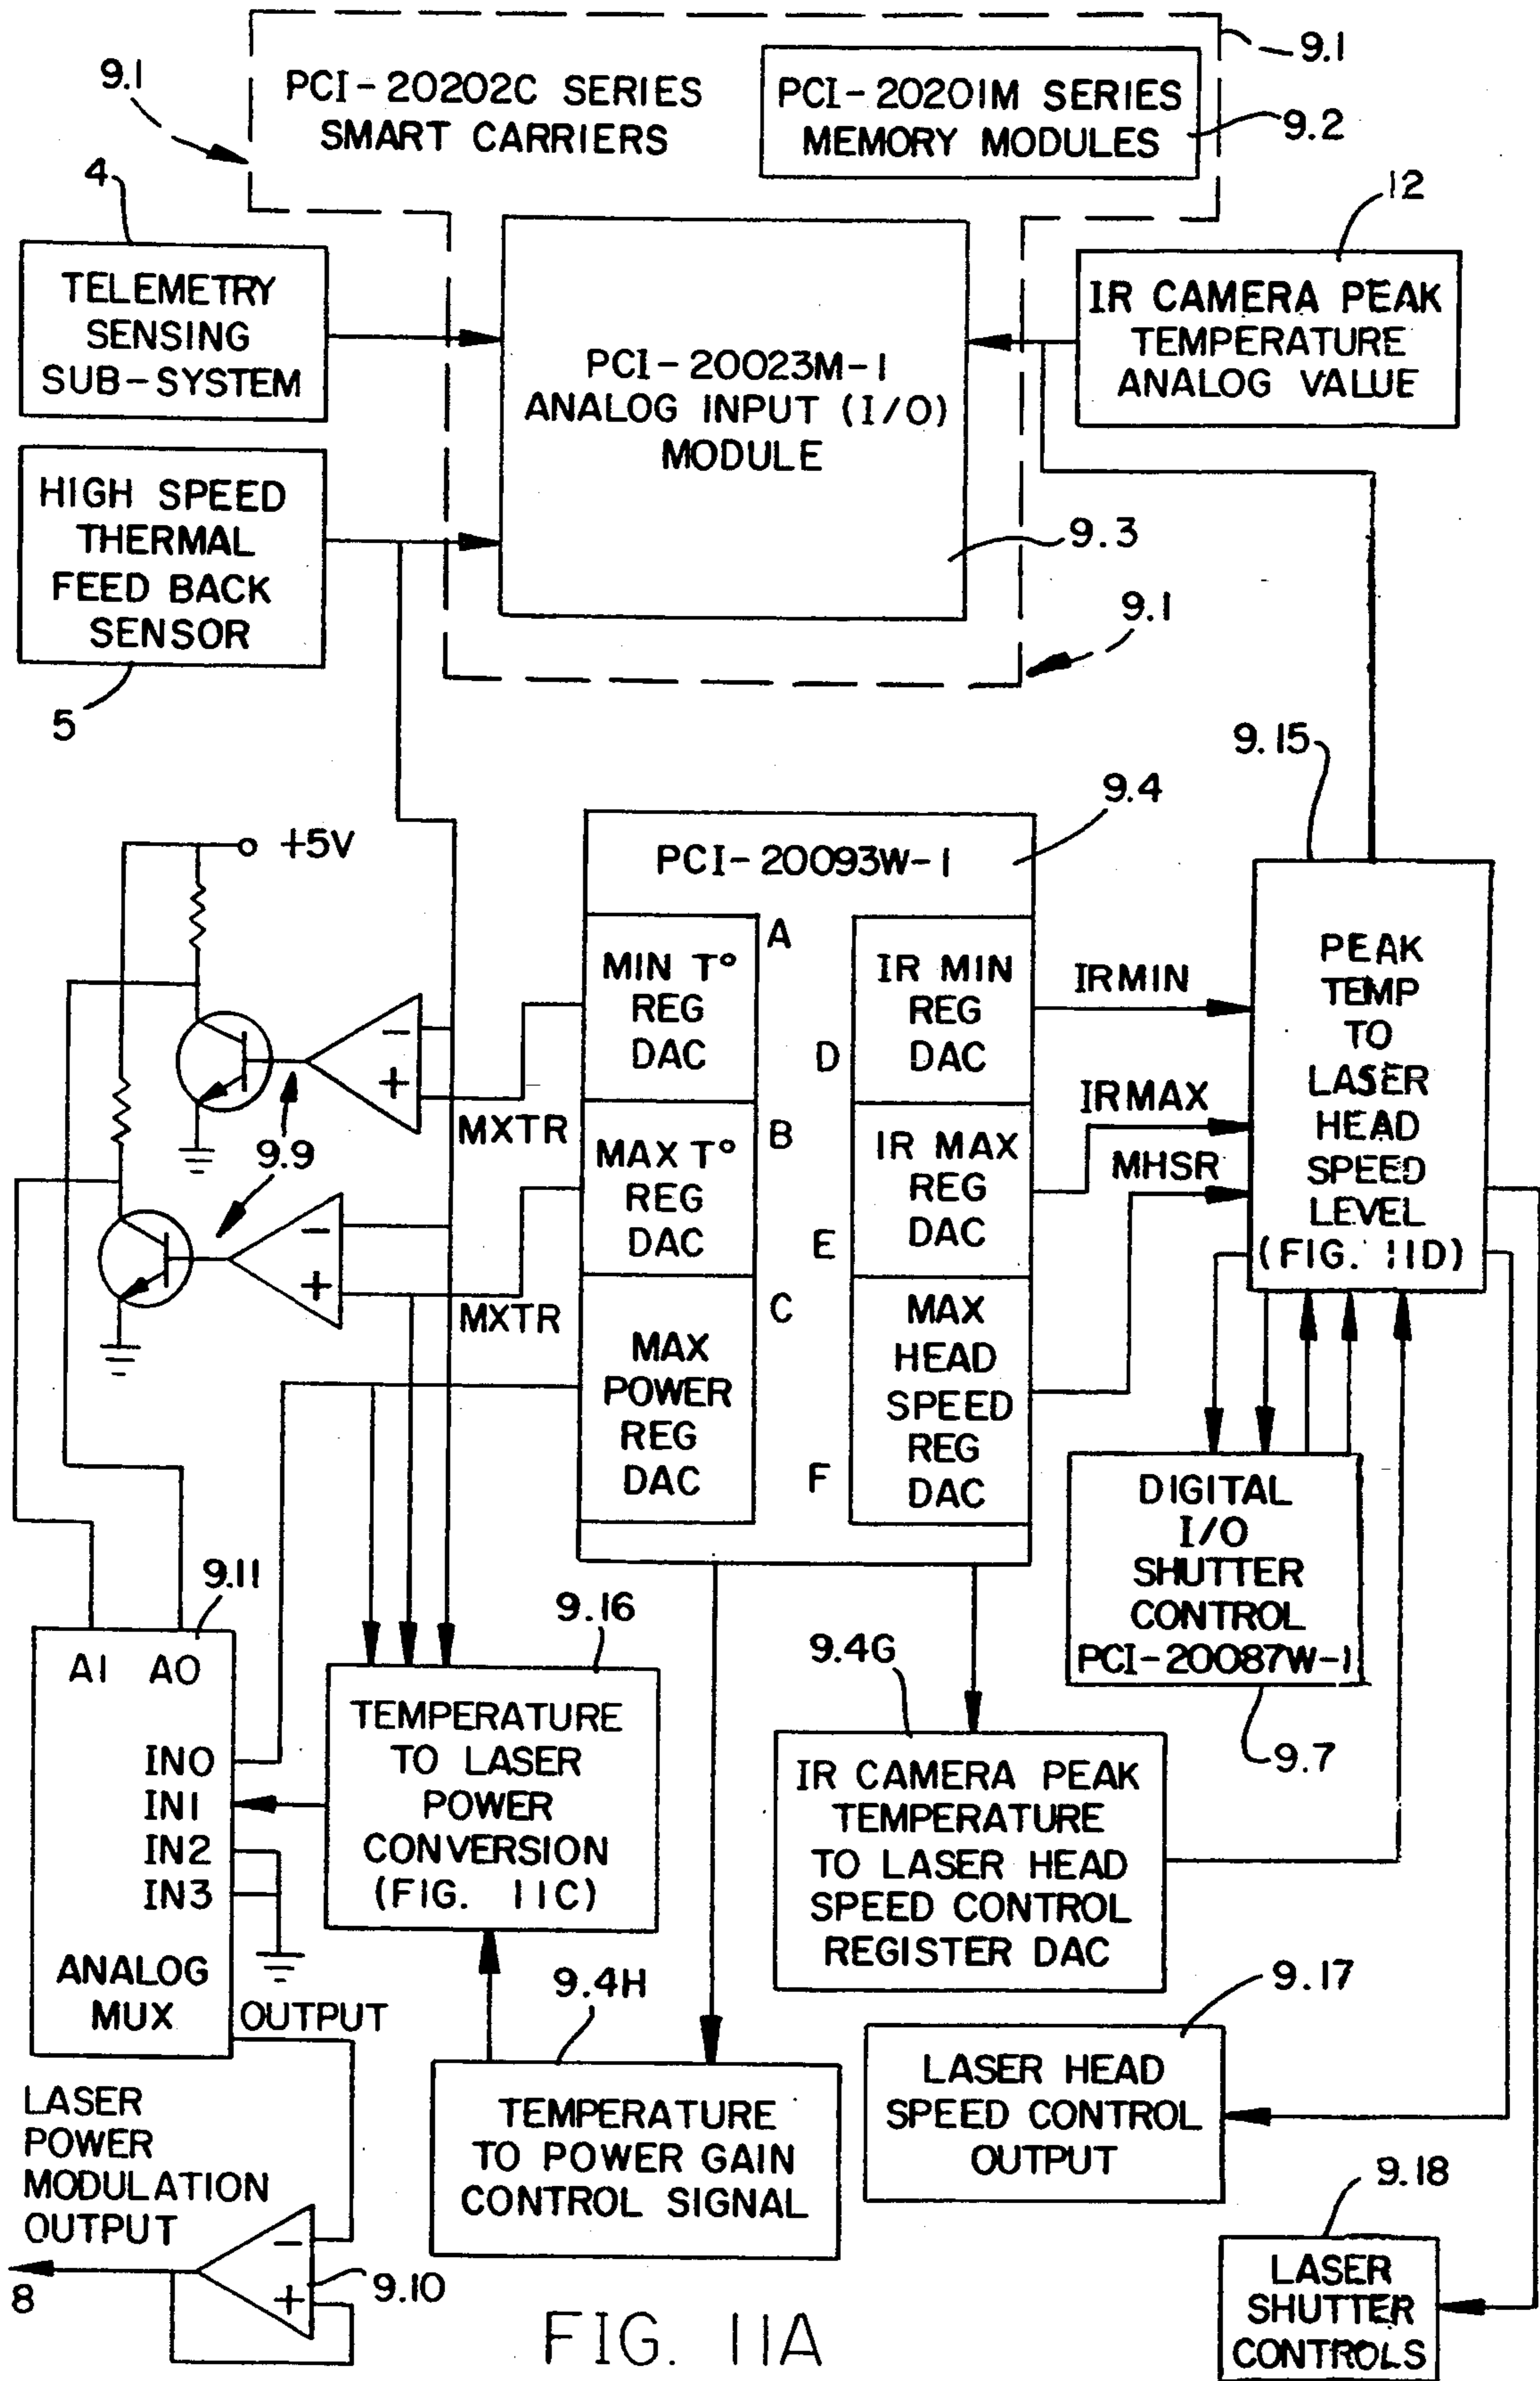 9.1
PCI-20202C SERIES
SMART CARRIERS
PCI-20201M SERIES
MEMORY MODULES
9.1
9.2
4
TELEMETRY
SENSING
SUB-SYSTEM
PCI-20023M-1
ANALOG INPUT (I/O)
MODULE
12
IR CAMERA PEAK
TEMPERATURE
ANALOG VALUE
HIGH SPEED
THERMAL
FEED BACK
SENSOR
5
9.3
9.1
9.15
9.4
+5V
PCI-20093W-1
A
MIN T°
REG
DAC
IR MIN
REG
DAC
D
IRMIN
PEAK
TEMP
TO
LASER
HEAD
SPEED
LEVEL
(FIG. 11D)
-
+
MXTR
9.9
B
MAX T°
REG
DAC
IR MAX
REG
DAC
E
IRMAX
MHSR
-
+
MXTR
C
MAX
POWER
REG
DAC
MAX
HEAD
SPEED
REG
DAC
F
DIGITAL
I/O
SHUTTER
CONTROL
PCI-20087W-1
9.7
9.11
A1 A0
IN0
IN1
IN2
IN3
ANALOG
MUX
OUTPUT
9.16
TEMPERATURE
TO LASER
POWER
CONVERSION
(FIG. 11C)
9.4G
IR CAMERA PEAK
TEMPERATURE
TO LASER HEAD
SPEED CONTROL
REGISTER DAC
9.4H
TEMPERATURE
TO POWER GAIN
CONTROL SIGNAL
9.17
LASER HEAD
SPEED CONTROL
OUTPUT
LASER
POWER
MODULATION
OUTPUT
-
+
9.10
8
9.18
LASER
SHUTTER
CONTROLS
FIG. 11A